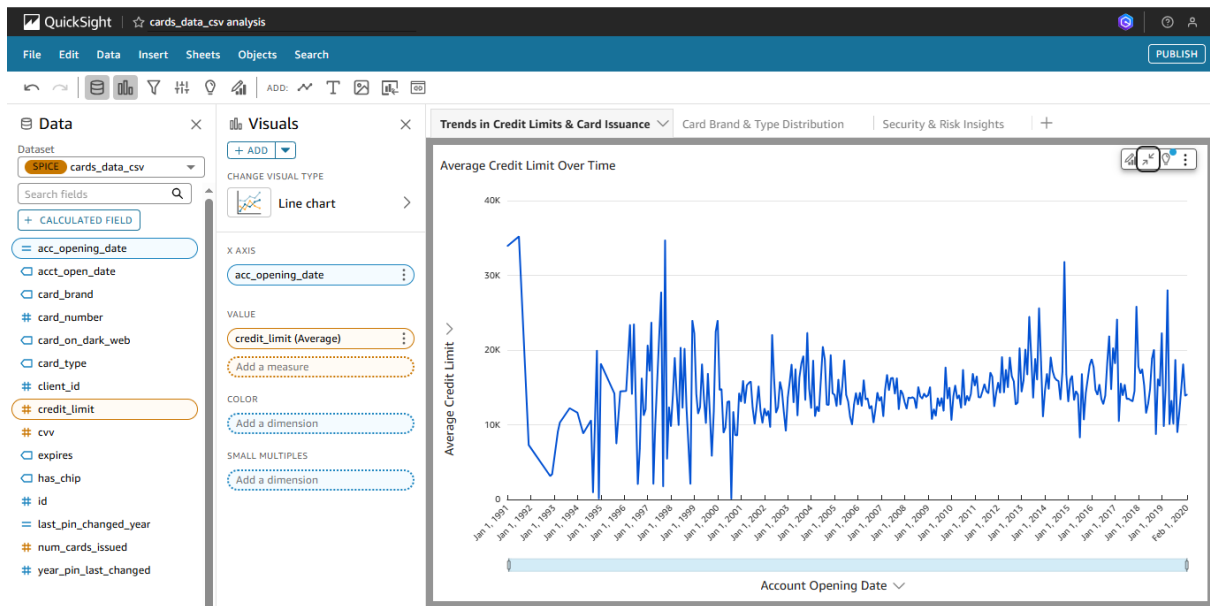 QuickSight
cards_data_csv analysis
File Edit Data Insert Sheets Objects Search
PUBLISH
ADD:
Data
Dataset
SPICE cards_data_csv
Search fields
+ CALCULATED FIELD
acc_opening_date
acct_open_date
card_brand
# card_number
card_on_dark_web
card_type
# client_id
# credit_limit
# cvv
expires
has_chip
# id
last_pin_changed_year
# num_cards_issued
# year_pin_last_changed
Visuals
+ ADD
CHANGE VISUAL TYPE
Line chart
X AXIS
acc_opening_date
VALUE
credit_limit (Average)
Add a measure
COLOR
Add a dimension
SMALL MULTIPLES
Add a dimension
Trends in Credit Limits & Card Issuance
Card Brand & Type Distribution
Security & Risk Insights
Average Credit Limit Over Time
Average Credit Limit
40K
30K
20K
10K
0
Jan 1, 1991
Jan 1, 1992
Jan 1, 1993
Jan 1, 1994
Jan 1, 1995
Jan 1, 1996
Jan 1, 1997
Jan 1, 1998
Jan 1, 1999
Jan 1, 2000
Jan 1, 2001
Jan 1, 2002
Jan 1, 2003
Jan 1, 2004
Jan 1, 2005
Jan 1, 2006
Jan 1, 2007
Jan 1, 2008
Jan 1, 2009
Jan 1, 2010
Jan 1, 2011
Jan 1, 2012
Jan 1, 2013
Jan 1, 2014
Jan 1, 2015
Jan 1, 2016
Jan 1, 2017
Jan 1, 2018
Jan 1, 2019
Feb 1, 2020
Account Opening Date